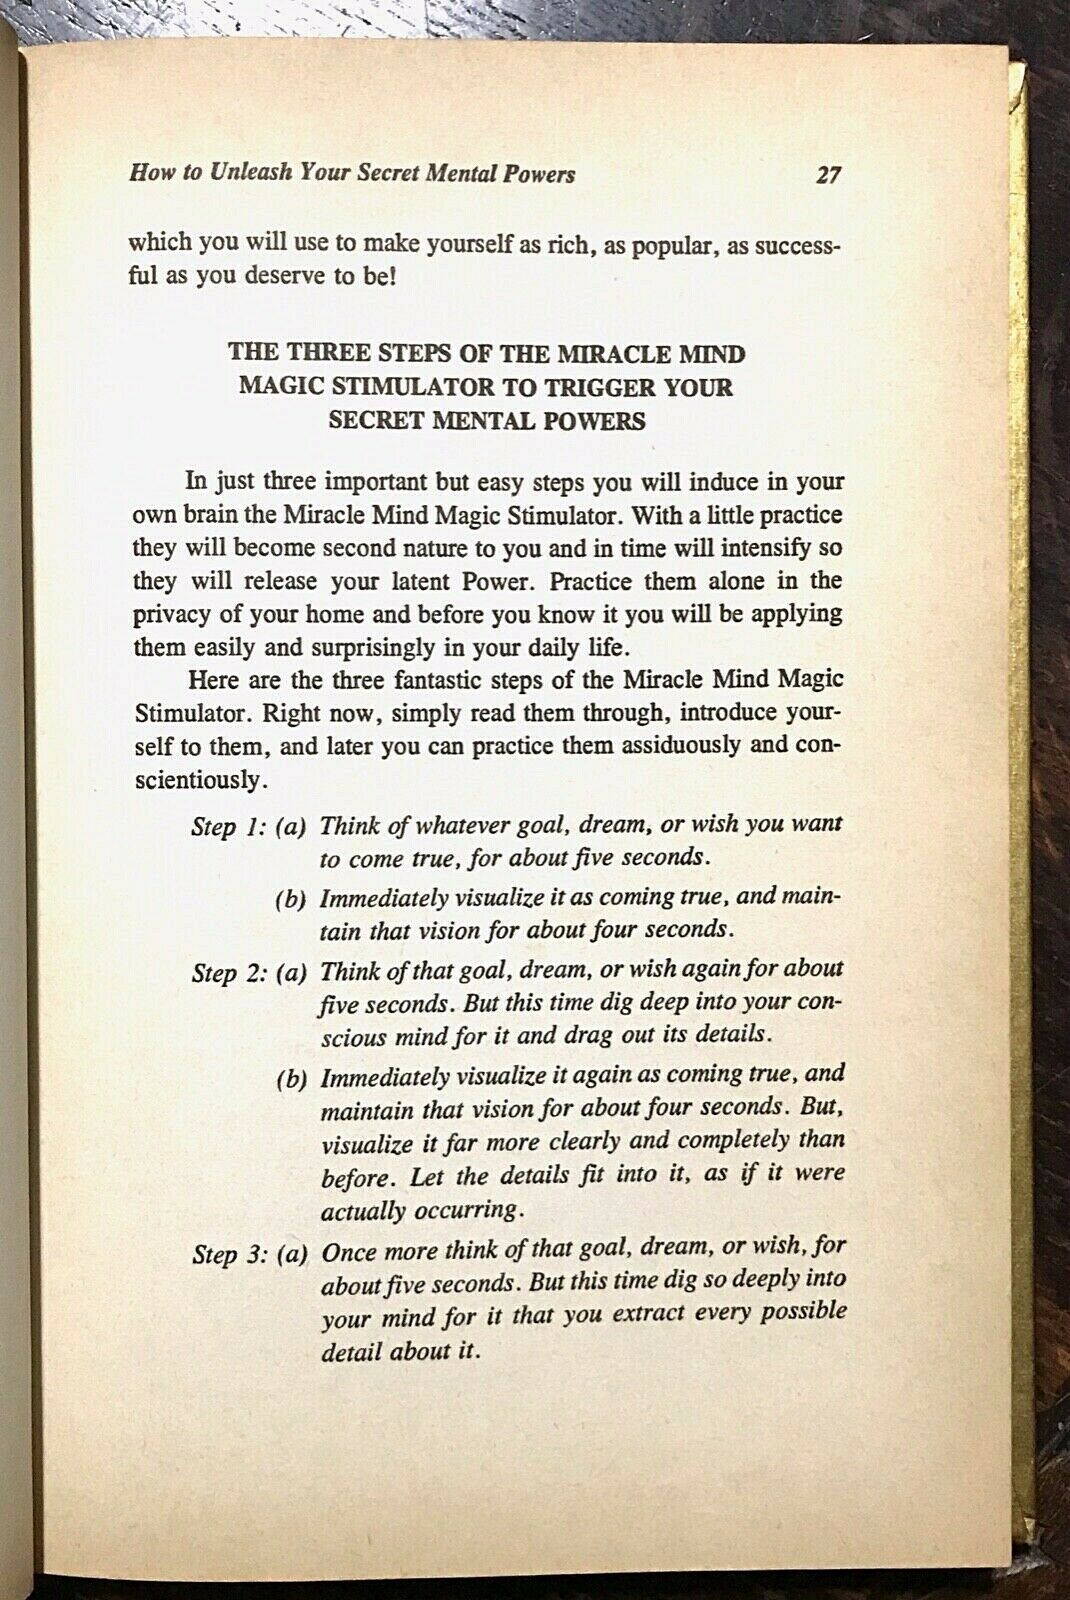 How to Unleash Your Secret Mental Powers 27
which you will use to make yourself as rich, as popular, as success-
ful as you deserve to be!
THE THREE STEPS OF THE MIRACLE MIND
MAGIC STIMULATOR TO TRIGGER YOUR
SECRET MENTAL POWERS
In just three important but easy steps you will induce in your
own brain the Miracle Mind Magic Stimulator. With a little practice
they will become second nature to you and in time will intensify so
they will release your latent Power. Practice them alone in the
privacy of your home and before you know it you will be applying
them easily and surprisingly in your daily life.
Here are the three fantastic steps of the Miracle Mind Magic
Stimulator. Right now, simply read them through, introduce your-
self to them, and later you can practice them assiduously and con-
scientiously.
Step 1: (a) Think of whatever goal, dream, or wish you want
to come true, for about five seconds.
(b) Immediately visualize it as coming true, and main-
tain that vision for about four seconds.
Step 2: (a) Think of that goal, dream, or wish again for about
five seconds. But this time dig deep into your con-
scious mind for it and drag out its details.
(b) Immediately visualize it again as coming true, and
maintain that vision for about four seconds. But,
visualize it far more clearly and completely than
before. Let the details fit into it, as if it were
actually occurring.
Step 3: (a) Once more think of that goal, dream, or wish, for
about five seconds. But this time dig so deeply into
your mind for it that you extract every possible
detail about it.